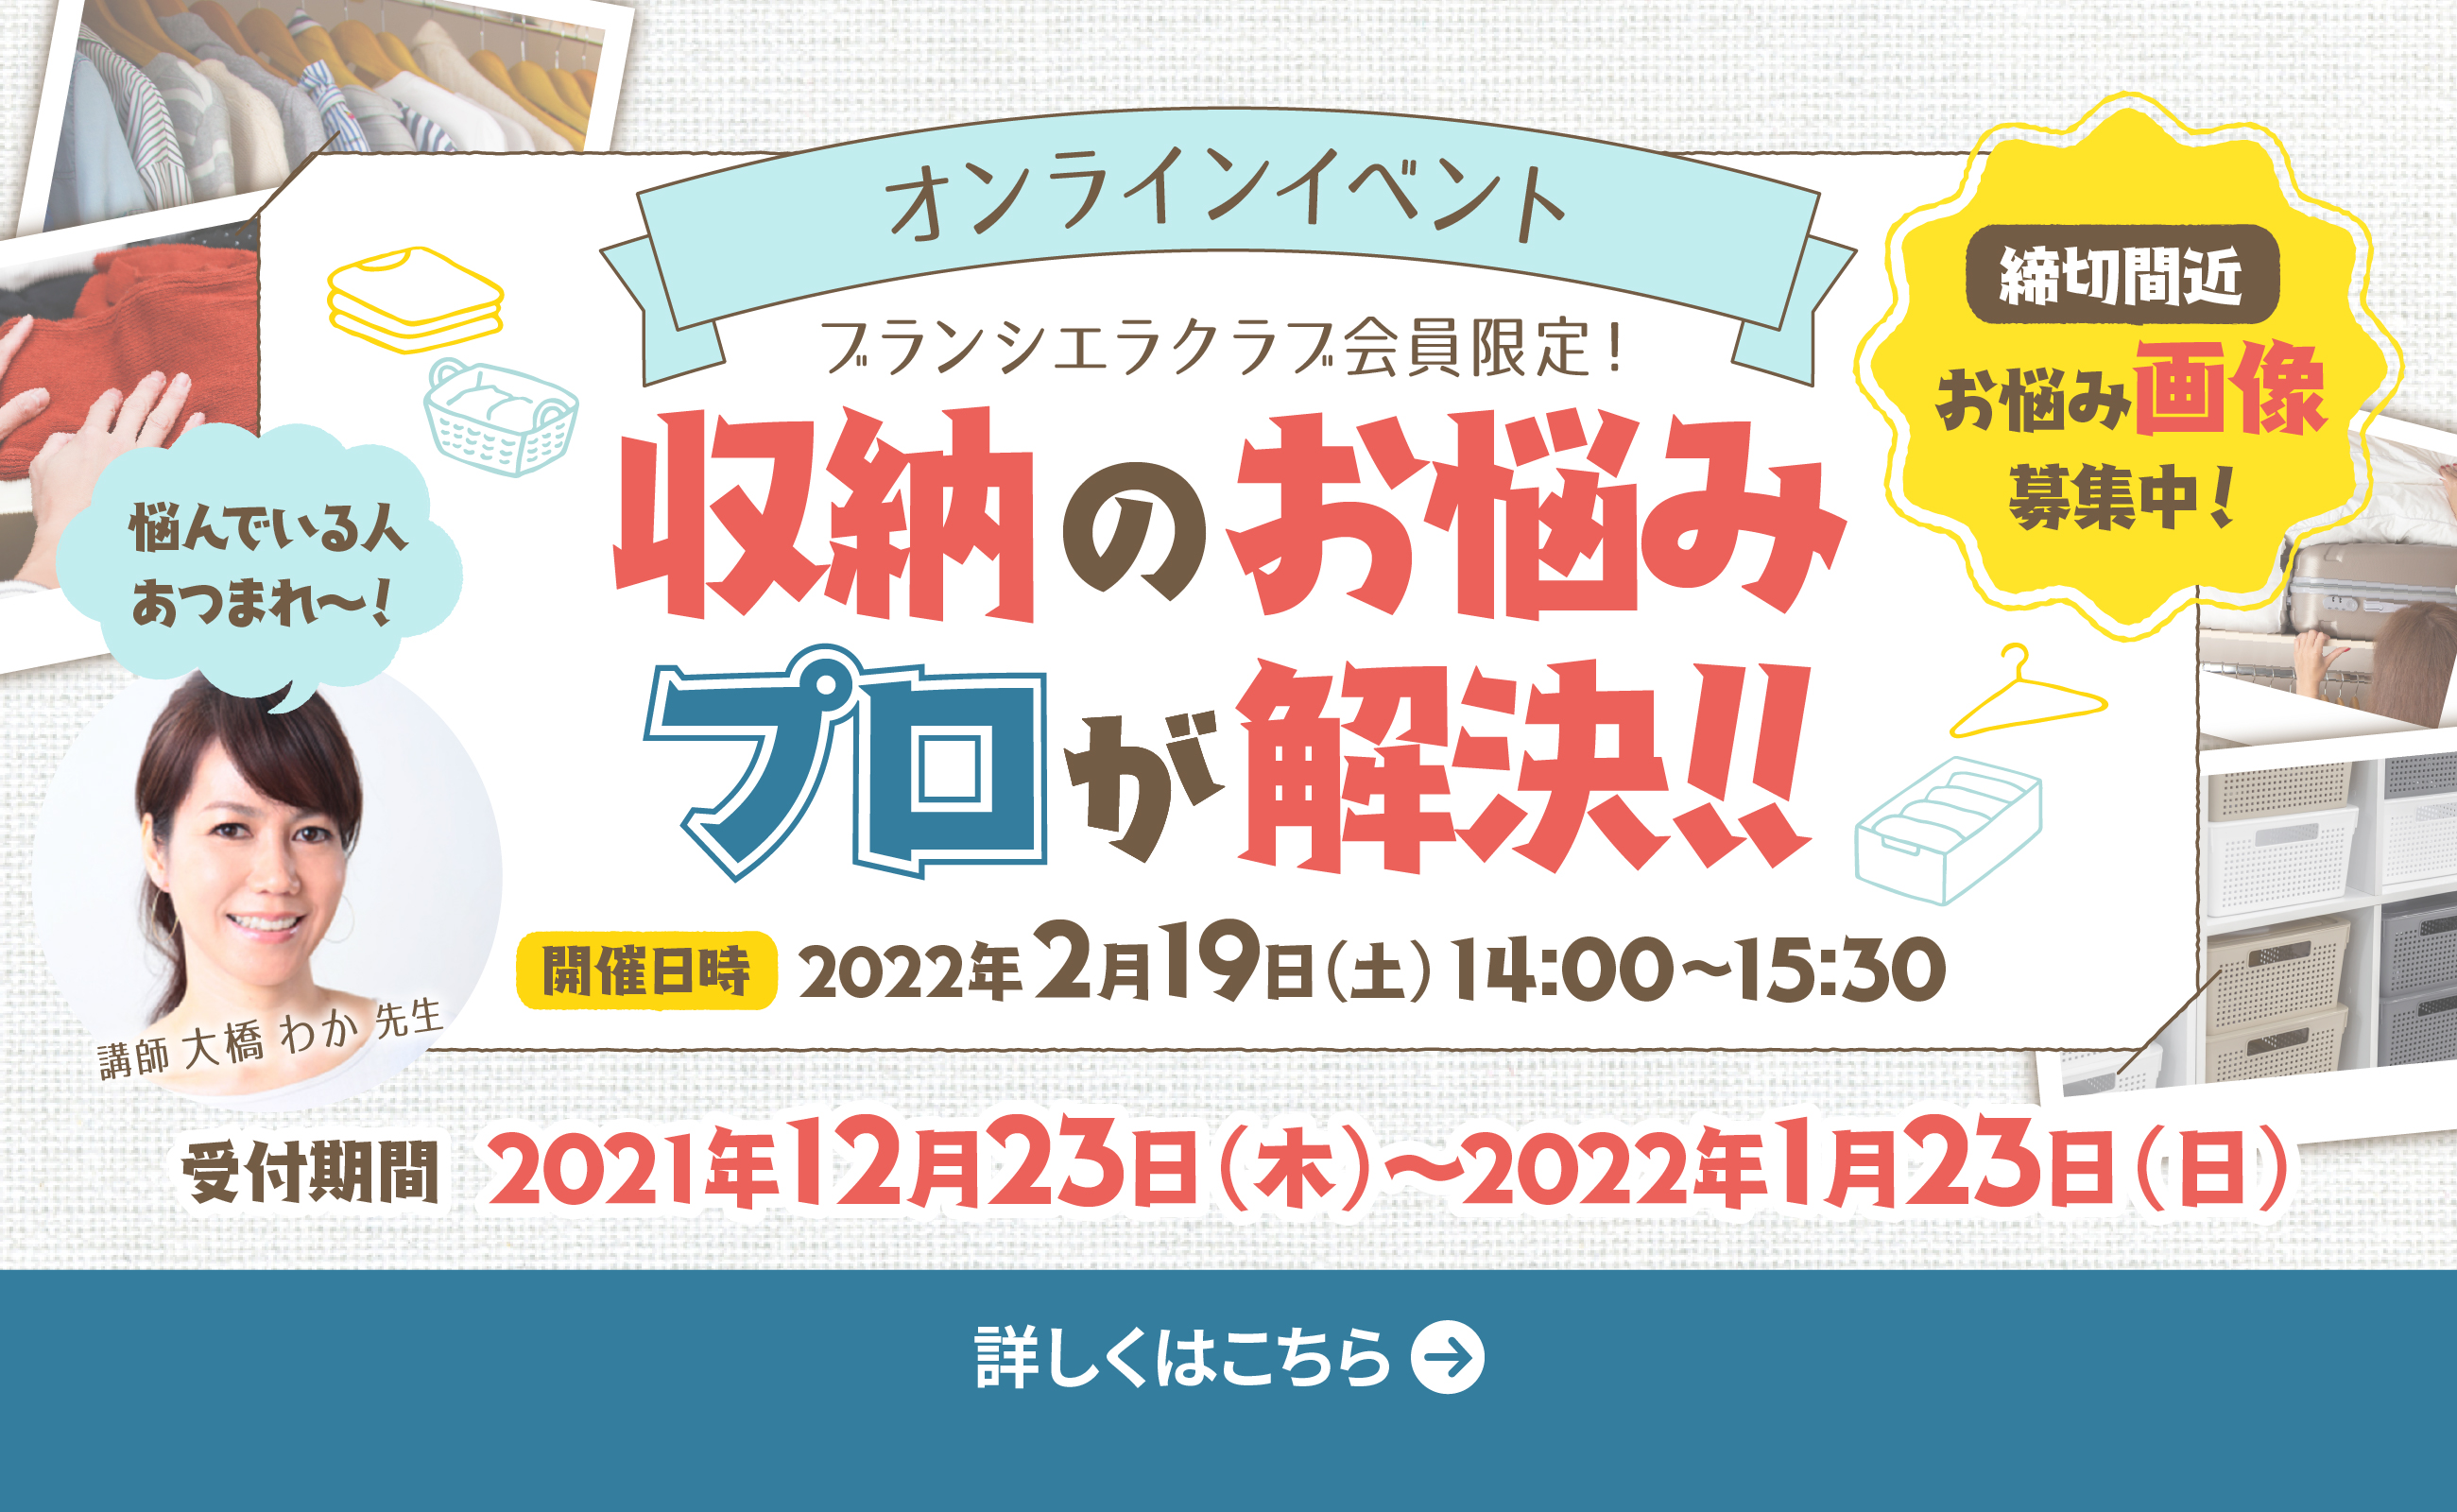 オンラインイベント
ブランシエラクラブ会員限定！
収納のお悩み
プロが解決!!
締切間近
お悩み画像
募集中！
悩んでいる人
あつまれ〜！
講師 大橋 わか 先生
開催日時 2022年2月19日（土）14:00〜15:30
受付期間 2021年12月23日（木）〜2022年1月23日（日）
詳しくはこちら